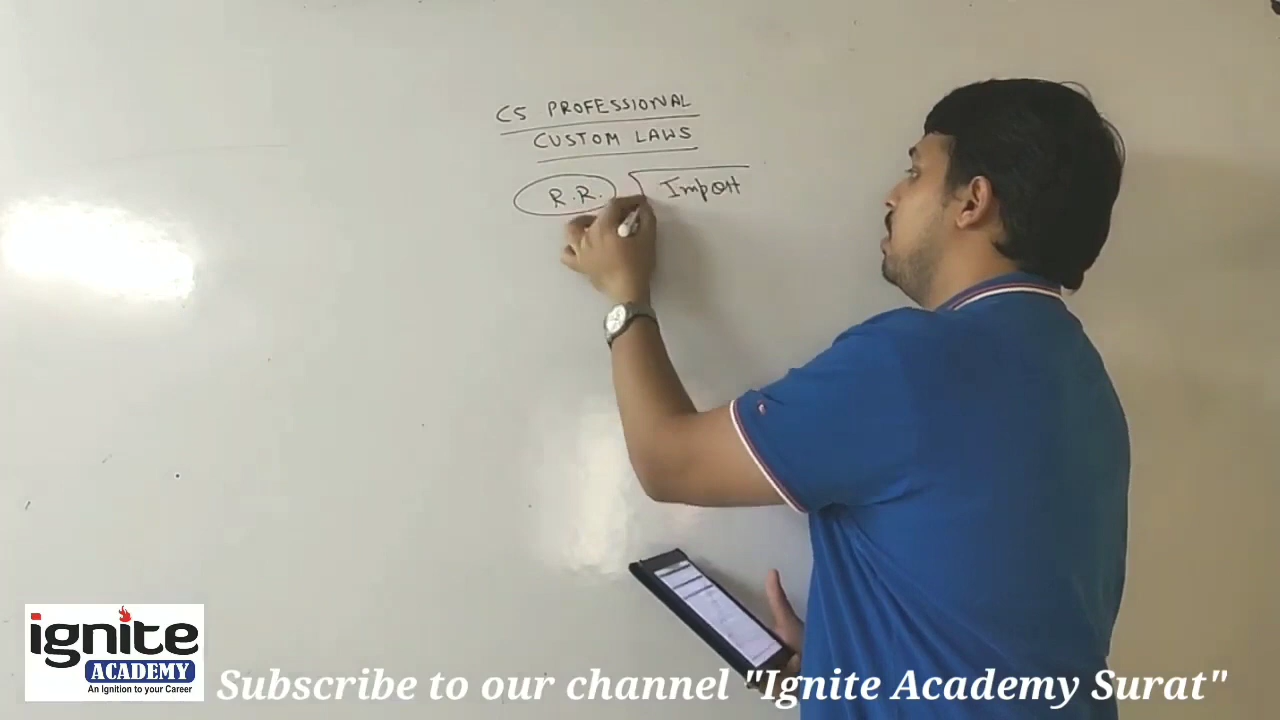 CS PROFESSIONAL
CUSTOM LAWS
R.R. Import
ignite
ACADEMY
An Ignition to your Career
Subscribe to our channel "Ignite Academy Surat"